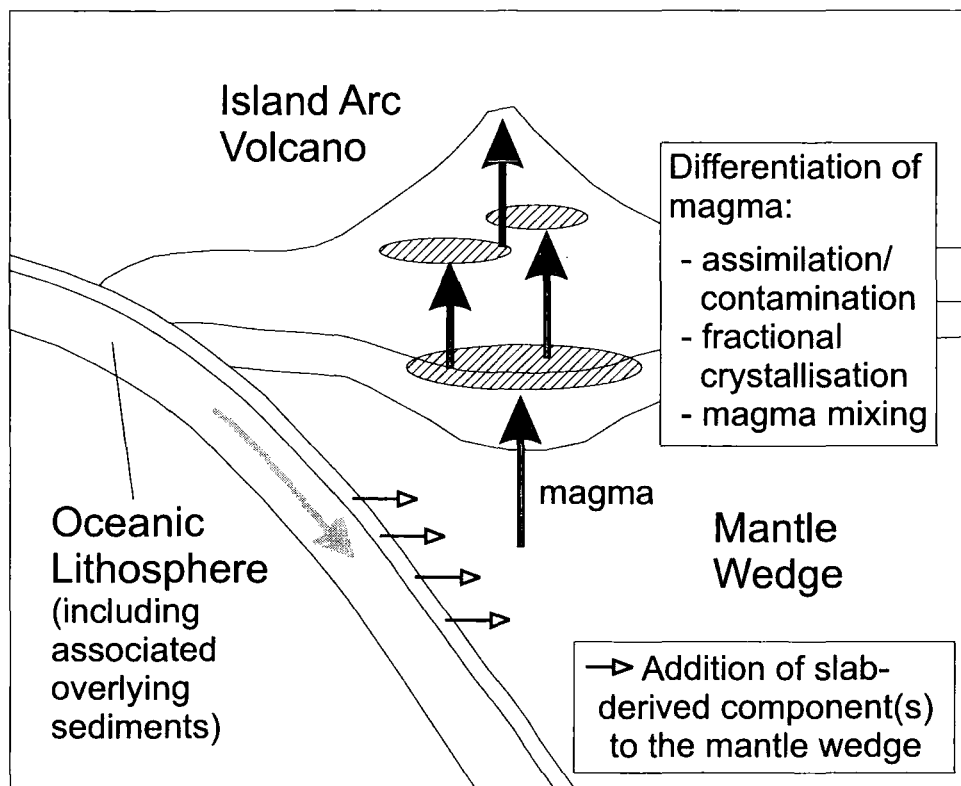 Island Arc
Volcano
Differentiation of
magma:
- assimilation/
contamination
- fractional
crystallisation
- magma mixing
magma
Oceanic
Lithosphere
(including
associated
overlying
sediments)
Mantle
Wedge
Addition of slab-
derived component(s)
to the mantle wedge